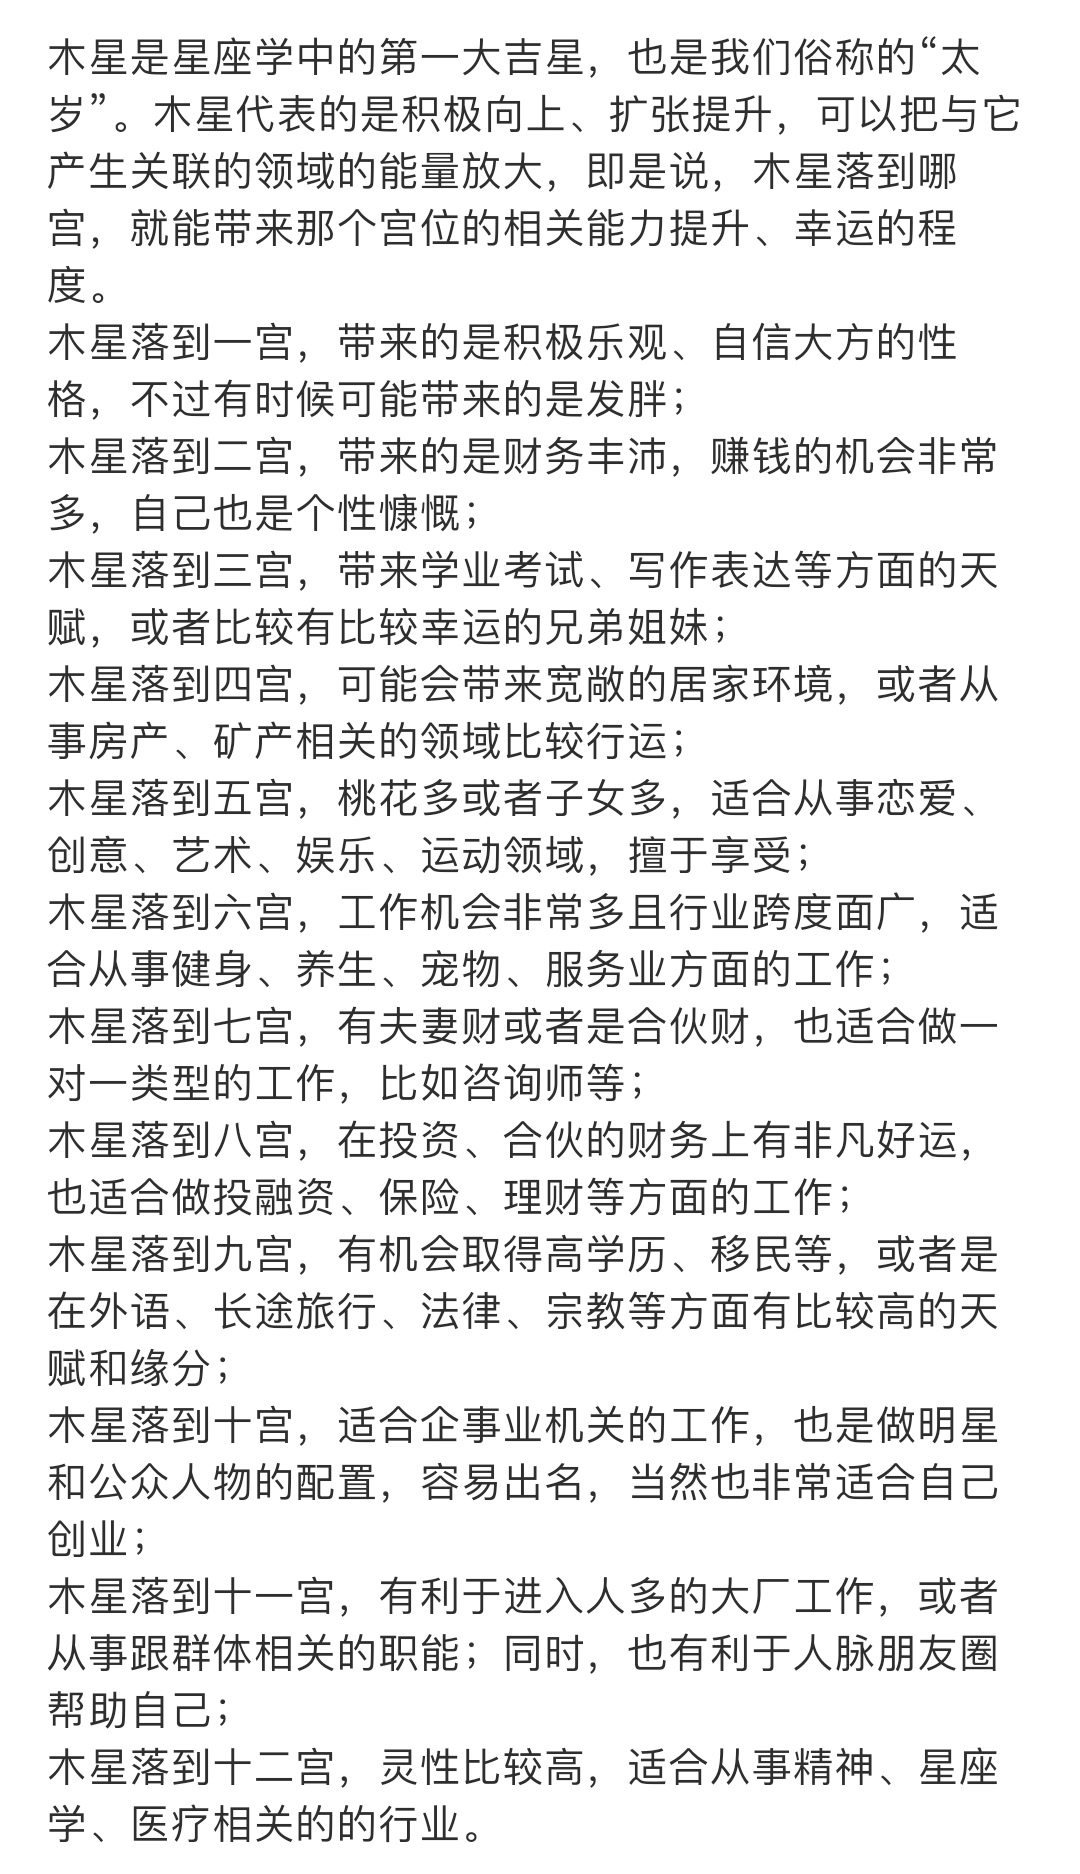 木星是星座学中的第一大吉星，也是我们俗称的“太
岁”。木星代表的是积极向上、扩张提升，可以把与它
产生关联的领域的能量放大，即是说，木星落到哪
宫，就能带来那个宫位的相关能力提升、幸运的程
度。
木星落到一宫，带来的是积极乐观、自信大方的性
格，不过有时候可能带来的是发胖；
木星落到二宫，带来的是财务丰沛，赚钱的机会非常
多，自己也是个性慷慨；
木星落到三宫，带来学业考试、写作表达等方面的天
赋，或者比较有比较幸运的兄弟姐妹；
木星落到四宫，可能会带来宽敞的居家环境，或者从
事房产、矿产相关的领域比较行运；
木星落到五宫，桃花多或者子女多，适合从事恋爱、
创意、艺术、娱乐、运动领域，擅于享受；
木星落到六宫，工作机会非常多且行业跨度面广，适
合从事健身、养生、宠物、服务业方面的工作；
木星落到七宫，有夫妻财或者是合伙财，也适合做一
对一类型的工作，比如咨询师等；
木星落到八宫，在投资、合伙的财务上有非凡好运，
也适合做投融资、保险、理财等方面的工作；
木星落到九宫，有机会取得高学历、移民等，或者是
在外语、长途旅行、法律、宗教等方面有比较高的天
赋和缘分；
木星落到十宫，适合企事业机关的工作，也是做明星
和公众人物的配置，容易出名，当然也非常适合自己
创业；
木星落到十一宫，有利于进入人多的大厂工作，或者
从事跟群体相关的职能；同时，也有利于人脉朋友圈
帮助自己；
木星落到十二宫，灵性比较高，适合从事精神、星座
学、医疗相关的的行业。